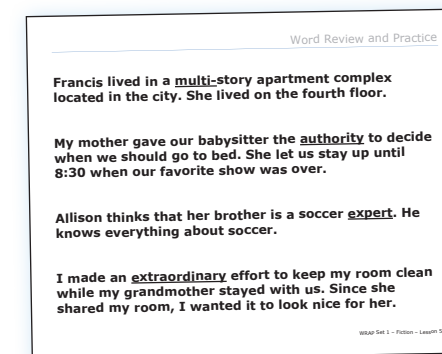 Word Review and Practice
Francis lived in a multi-story apartment complex
located in the city. She lived on the fourth floor.
My mother gave our babysitter the authority to decide
when we should go to bed. She let us stay up until
8:30 when our favorite show was over.
Allison thinks that her brother is a soccer expert. He
knows everything about soccer.
I made an extraordinary effort to keep my room clean
while my grandmother stayed with us. Since she
shared my room, I wanted it to look nice for her.
WRAP Set 1 – Fiction – Lesson 5